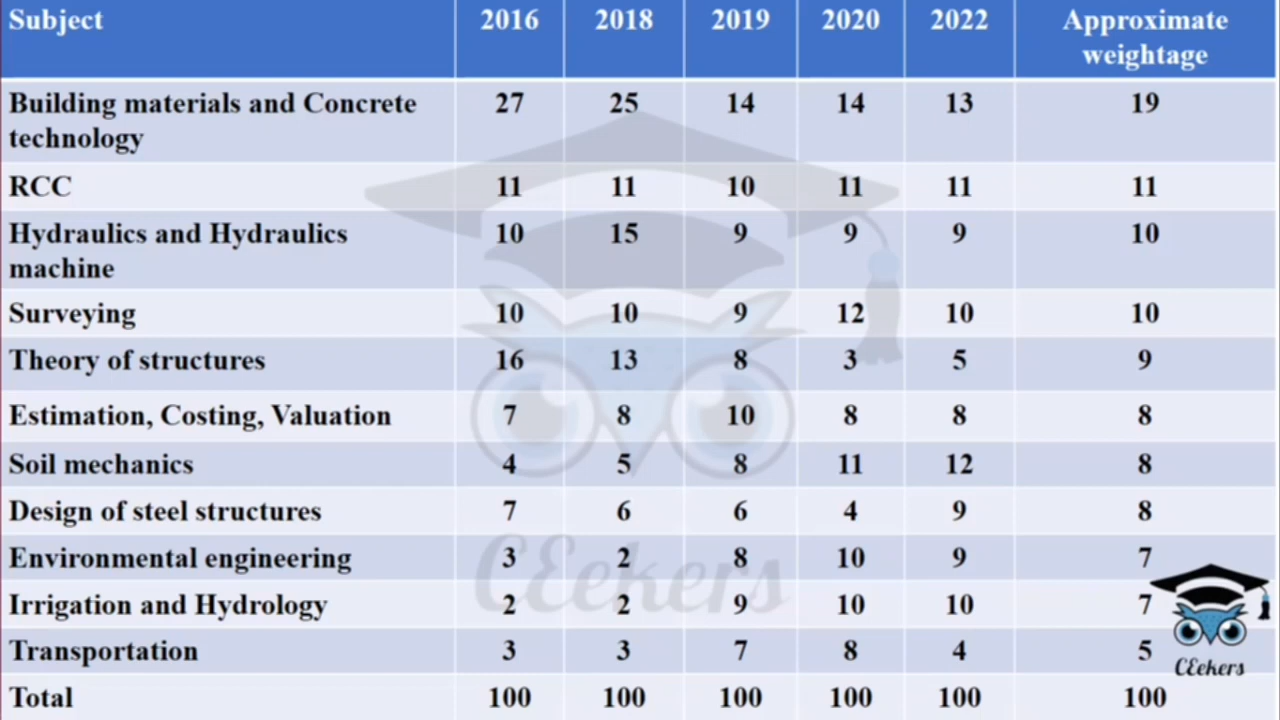 Subject 2016 2018 2019 2020 2022 Approximate
weightage
Building materials and Concrete 27 25 14 14 13 19
technology
RCC 11 11 10 11 11 11
Hydraulics and Hydraulics 10 15 9 9 9 10
machine
Surveying 10 10 9 12 10 10
Theory of structures 16 13 8 3 5 9
Estimation, Costing, Valuation 7 8 10 8 8 8
Soil mechanics 4 5 8 11 12 8
Design of steel structures 7 6 6 4 9 8
Environmental engineering 3 2 8 10 9 7
CEekers
Irrigation and Hydrology 2 2 9 10 10 7
Transportation 3 3 7 8 4 5
CEekers
Total 100 100 100 100 100 100